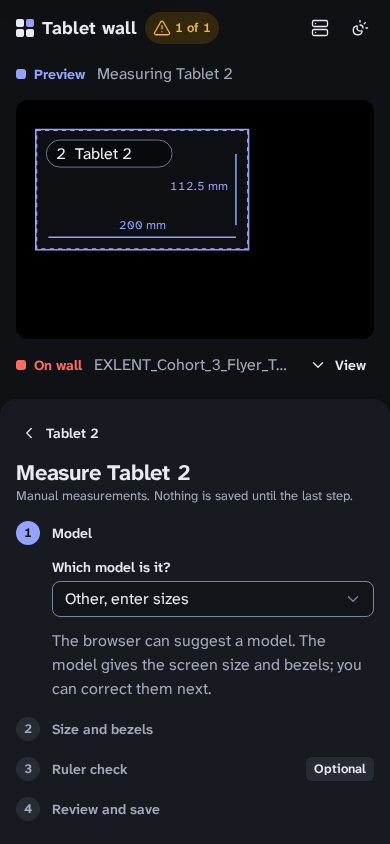 Tablet wall
1 of 1
Preview Measuring Tablet 2
2 Tablet 2
112.5 mm
200 mm
On wall EXLENT_Cohort_3_Flyer_T... View
Tablet 2
Measure Tablet 2
Manual measurements. Nothing is saved until the last step.
1 Model
Which model is it?
Other, enter sizes
The browser can suggest a model. The
model gives the screen size and bezels; you
can correct them next.
2 Size and bezels
3 Ruler check Optional
4 Review and save